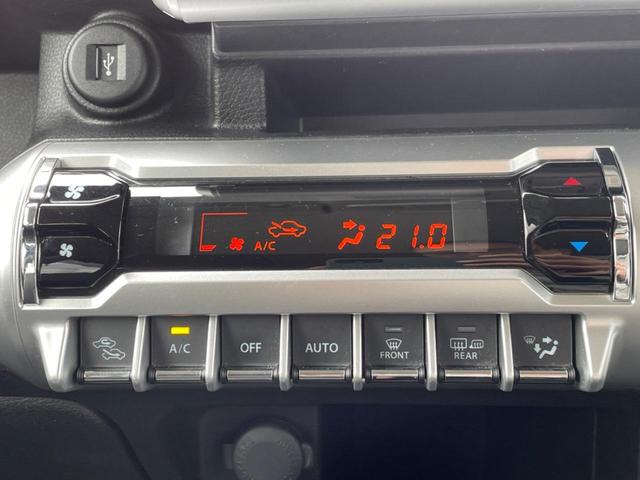 A/C 21.0
A/C OFF AUTO FRONT REAR